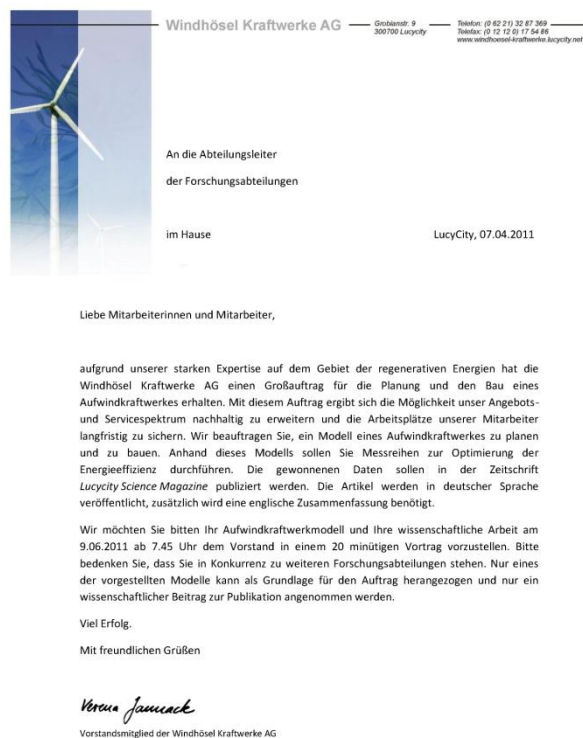 Windhösel Kraftwerke AG
Grobianstr. 9
300700 Lucycity
Telefon: (0 62 21) 32 87 369
Telefax: (0 12 12 0) 17 54 86
www.windhoesel-kraftwerke.lucycity.net
An die Abteilungsleiter
der Forschungsabteilungen
im Hause LucyCity, 07.04.2011
Liebe Mitarbeiterinnen und Mitarbeiter,
aufgrund unserer starken Expertise auf dem Gebiet der regenerativen Energien hat die
Windhösel Kraftwerke AG einen Großauftrag für die Planung und den Bau eines
Aufwindkraftwerkes erhalten. Mit diesem Auftrag ergibt sich die Möglichkeit unser Angebots-
und Servicespektrum nachhaltig zu erweitern und die Arbeitsplätze unserer Mitarbeiter
langfristig zu sichern. Wir beauftragen Sie, ein Modell eines Aufwindkraftwerkes zu planen
und zu bauen. Anhand dieses Modells sollen Sie Messreihen zur Optimierung der
Energieeffizienz durchführen. Die gewonnenen Daten sollen in der Zeitschrift
Lucycity Science Magazine publiziert werden. Die Artikel werden in deutscher Sprache
veröffentlicht, zusätzlich wird eine englische Zusammenfassung benötigt.
Wir möchten Sie bitten Ihr Aufwindkraftwerkmodell und Ihre wissenschaftliche Arbeit am
9.06.2011 ab 7.45 Uhr dem Vorstand in einem 20 minütigen Vortrag vorzustellen. Bitte
bedenken Sie, dass Sie in Konkurrenz zu weiteren Forschungsabteilungen stehen. Nur eines
der vorgestellten Modelle kann als Grundlage für den Auftrag herangezogen und nur ein
wissenschaftlicher Beitrag zur Publikation angenommen werden.
Viel Erfolg.
Mit freundlichen Grüßen
Verena Jannack
Vorstandsmitglied der Windhösel Kraftwerke AG